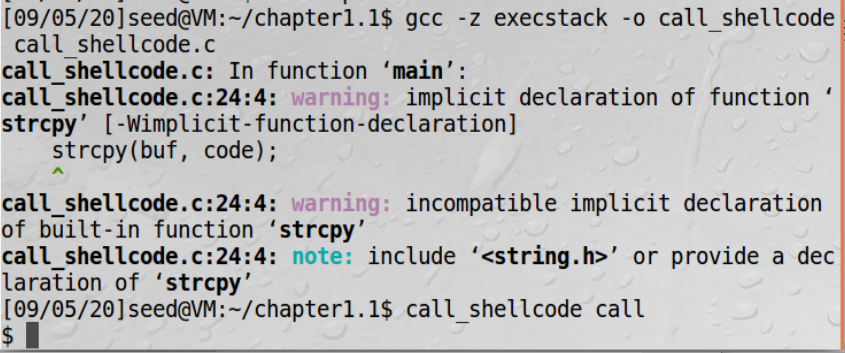 [09/05/20]seed@VM:~/chapter1.1$ gcc -z execstack -o call_shellcode
 call_shellcode.c
call_shellcode.c: In function ‘main’:
call_shellcode.c:24:4: warning: implicit declaration of function ‘
strcpy’ [-Wimplicit-function-declaration]
    strcpy(buf, code);
    ^
call_shellcode.c:24:4: warning: incompatible implicit declaration
of built-in function ‘strcpy’
call_shellcode.c:24:4: note: include ‘<string.h>’ or provide a dec
laration of ‘strcpy’
[09/05/20]seed@VM:~/chapter1.1$ call_shellcode call
$